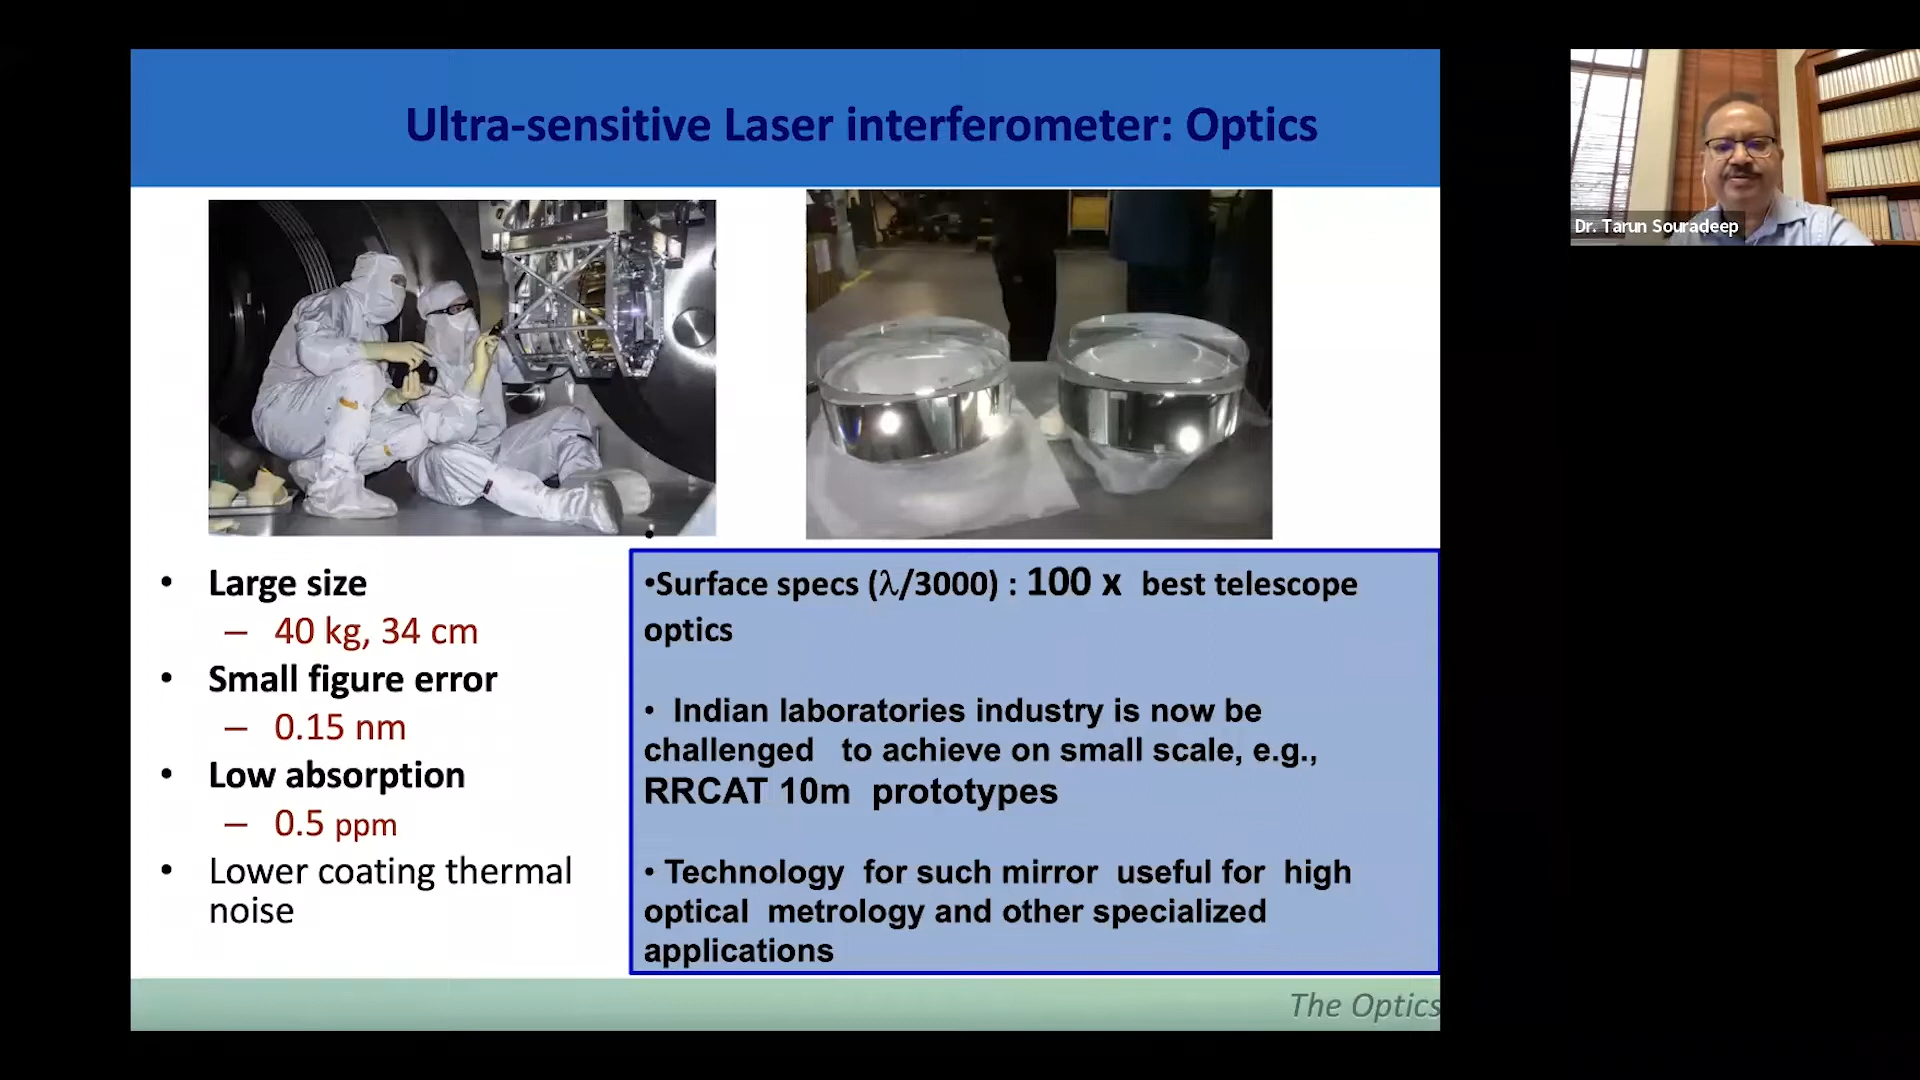 Ultra-sensitive Laser interferometer: Optics
Dr. Tarun Souradeep
• Large size
– 40 kg, 34 cm
• Small figure error
– 0.15 nm
• Low absorption
– 0.5 ppm
• Lower coating thermal
noise
•
•Surface specs (λ/3000) : 100 x best telescope
optics
• Indian laboratories industry is now be
challenged to achieve on small scale, e.g.,
RRCAT 10m prototypes
• Technology for such mirror useful for high
optical metrology and other specialized
applications
The Optics